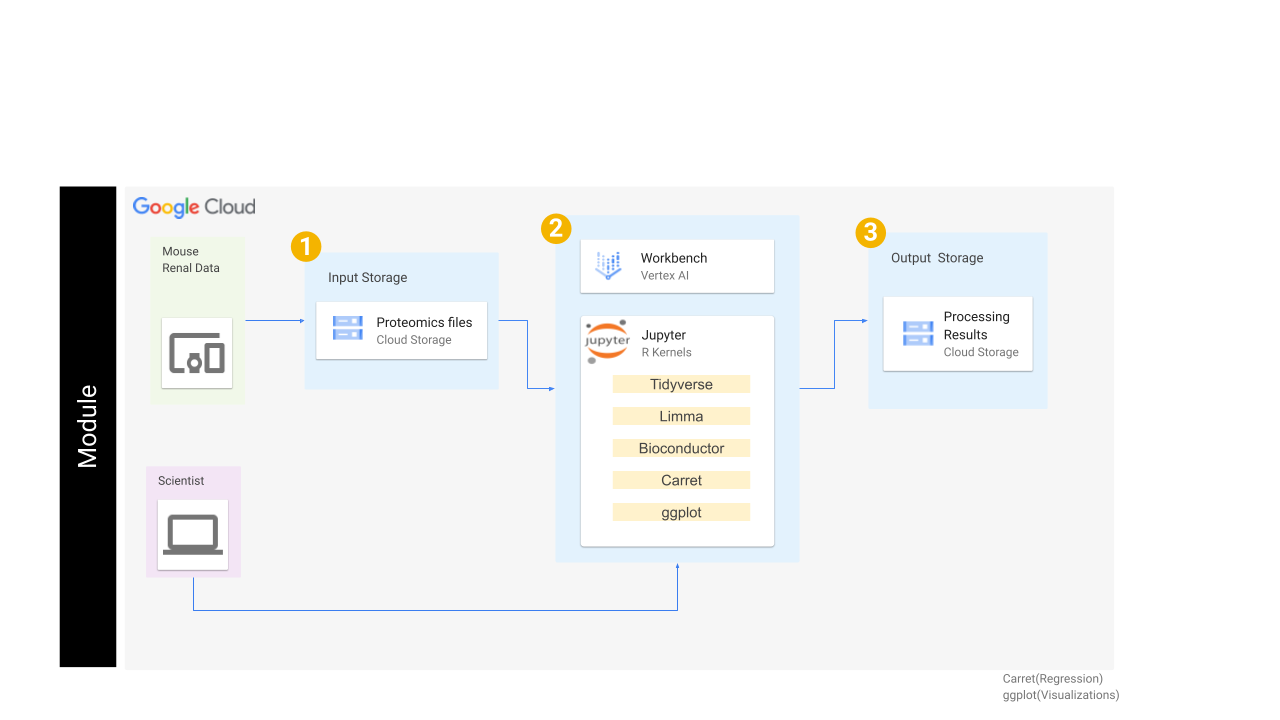 Module
Google Cloud
Mouse
Renal Data
Scientist
1
Input Storage
Proteomics files
Cloud Storage
2
Workbench
Vertex AI
jupyter
Jupyter
R Kernels
Tidyverse
Limma
Bioconductor
Carret
ggplot
3
Output Storage
Processing
Results
Cloud Storage
Carret(Regression)
ggplot(Visualizations)